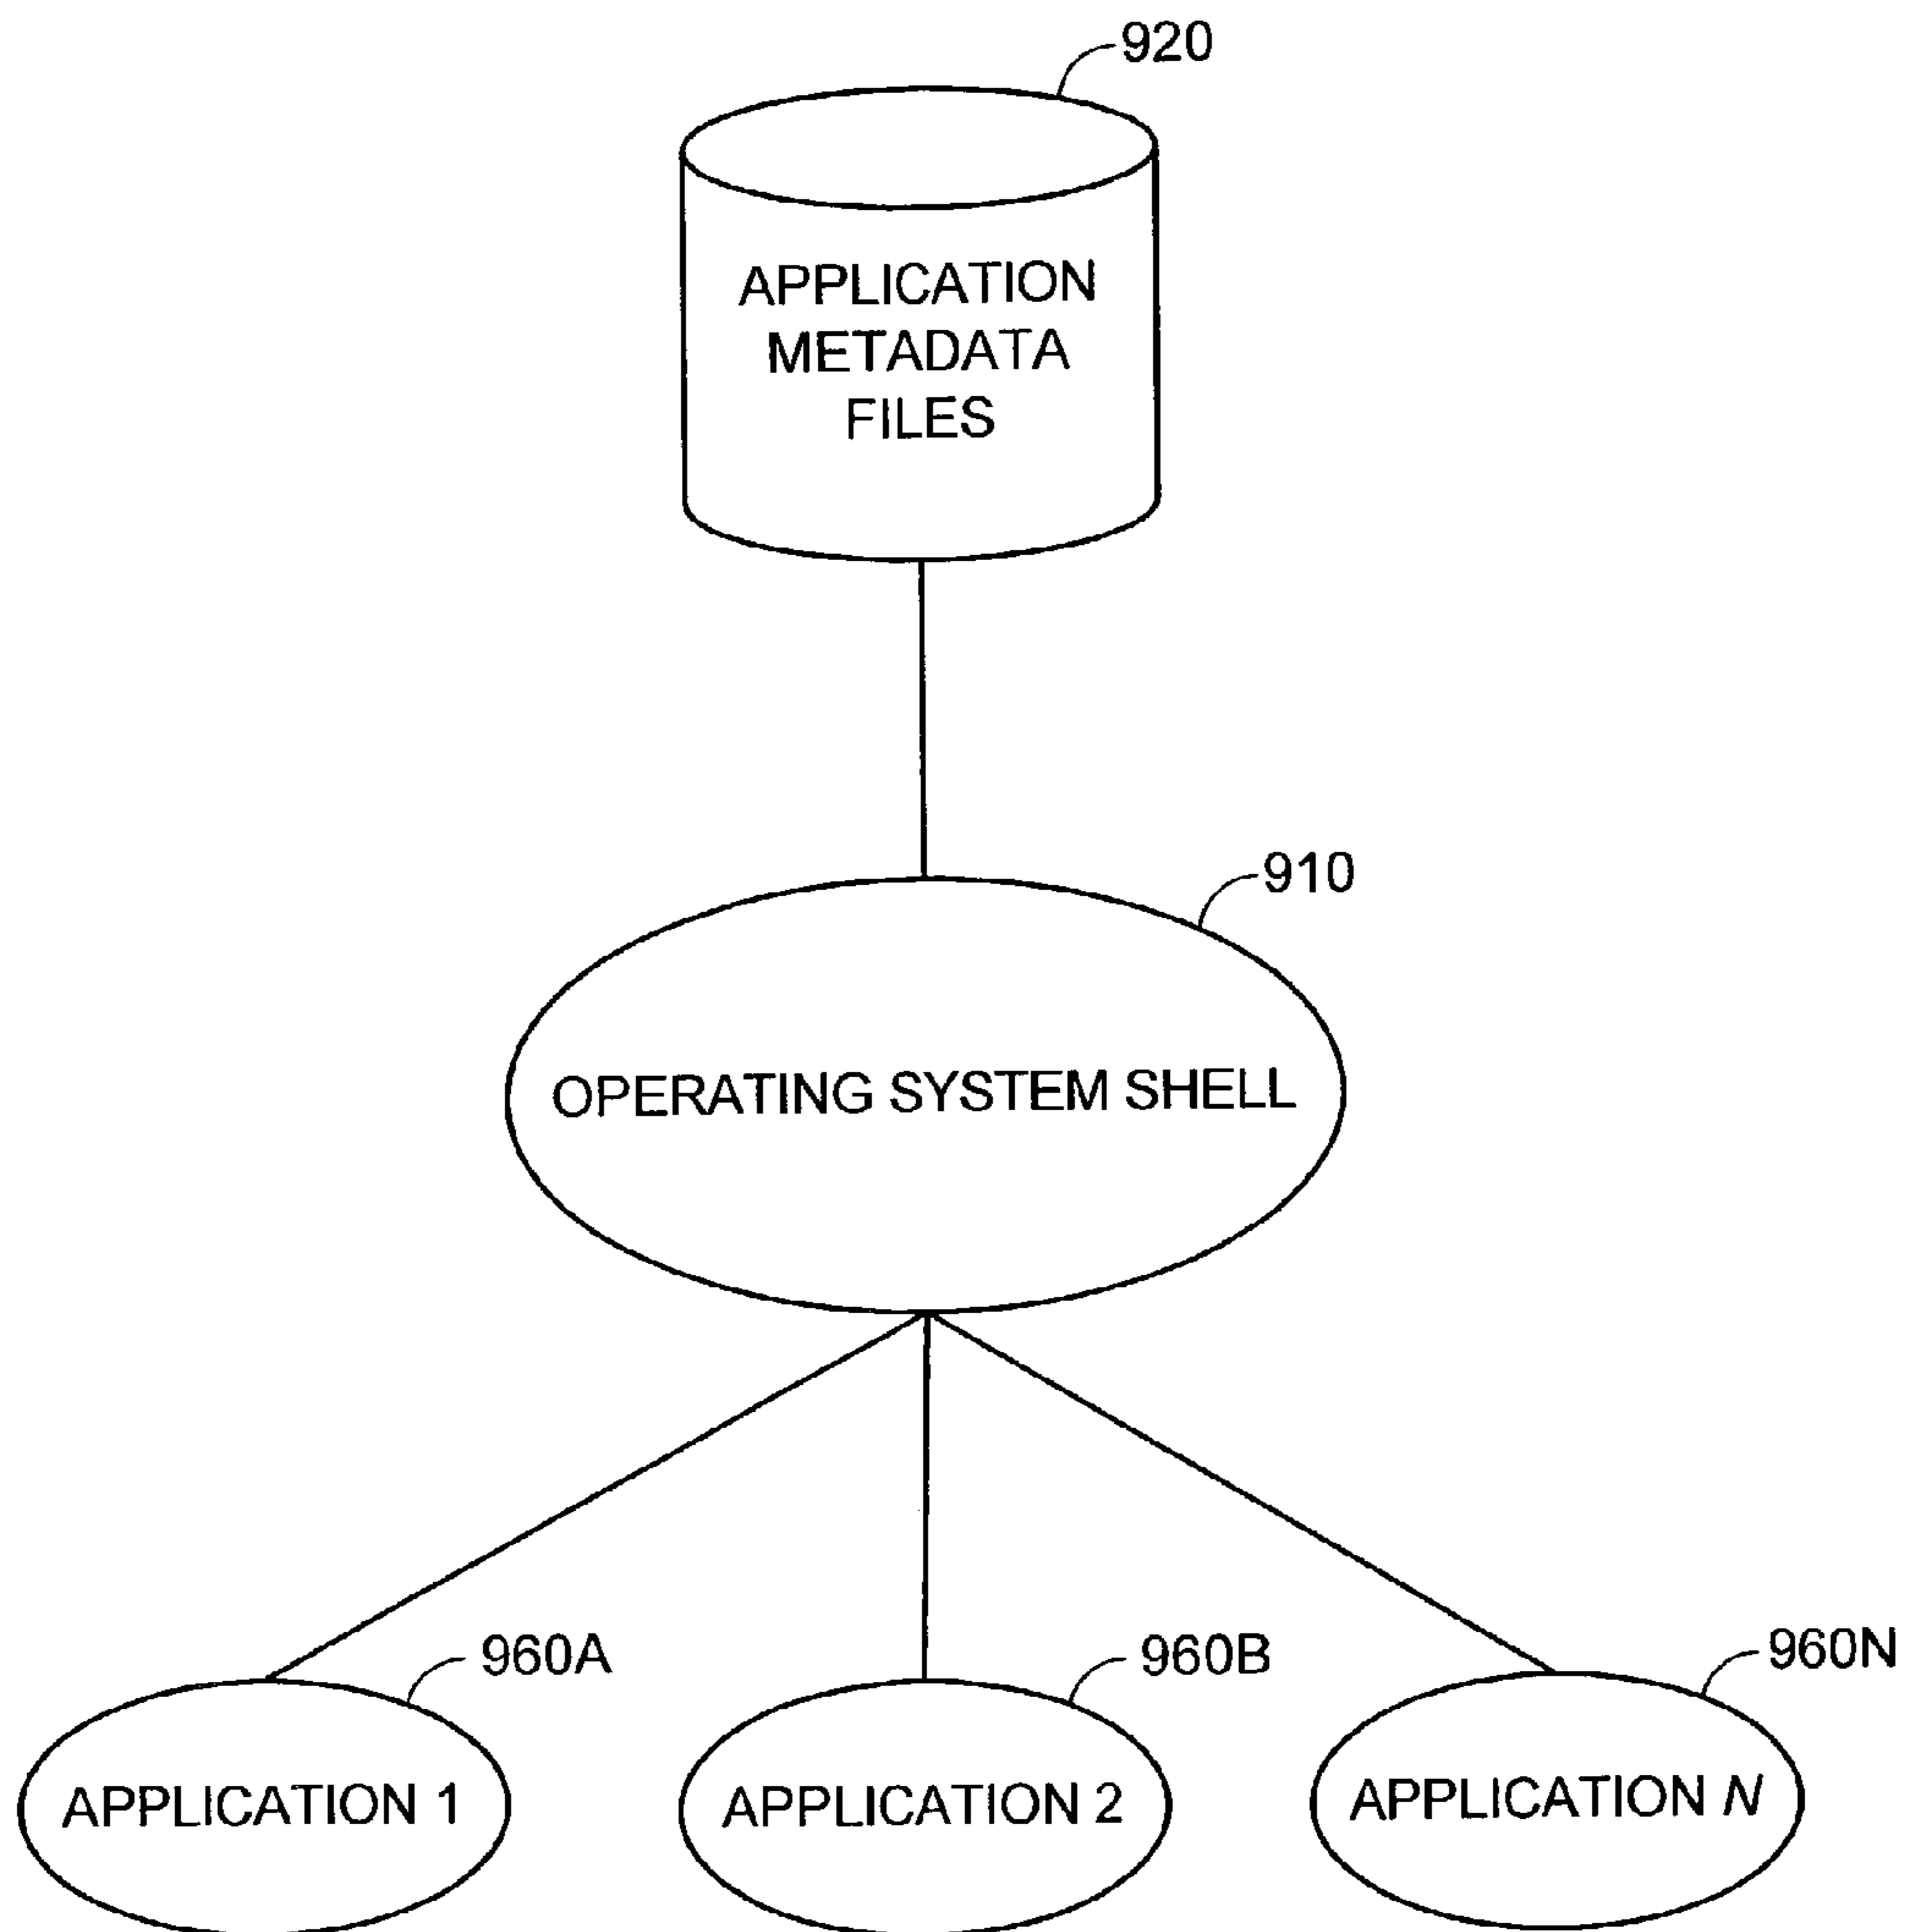 920
APPLICATION
METADATA
FILES
910
OPERATING SYSTEM SHELL
960A
960B
960N
APPLICATION 1
APPLICATION 2
APPLICATION N